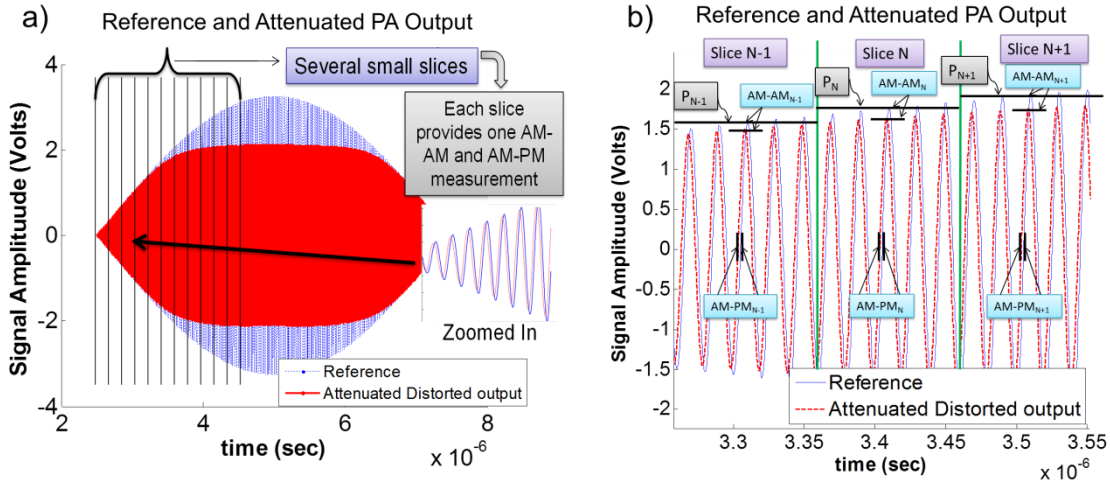 a)
Reference and Attenuated PA Output
Several small slices
Each slice
provides one AM-
AM and AM-PM
measurement
Zoomed In
Signal Amplituude (Volts)
4
2
0
-2
-4
Reference
Attenuated Distorted output
2
4
6
8
time (sec)
x 10⁻⁶
b)
Reference and Attenuated PA Output
Slice N-1
Slice N
Slice N+1
P_N-1
AM-AM_N-1
P_N
AM-AM_N
P_N+1
AM-AM_N+1
Signal Amplitude (Volts)
2
1.5
1
0.5
0
-0.5
-1
-1.5
-2
AM-PM_N-1
AM-PM_N
AM-PM_N+1
Reference
Attenuated Distorted output
3.3
3.35
3.4
3.45
3.5
3.55
time (sec)
x 10⁻⁶